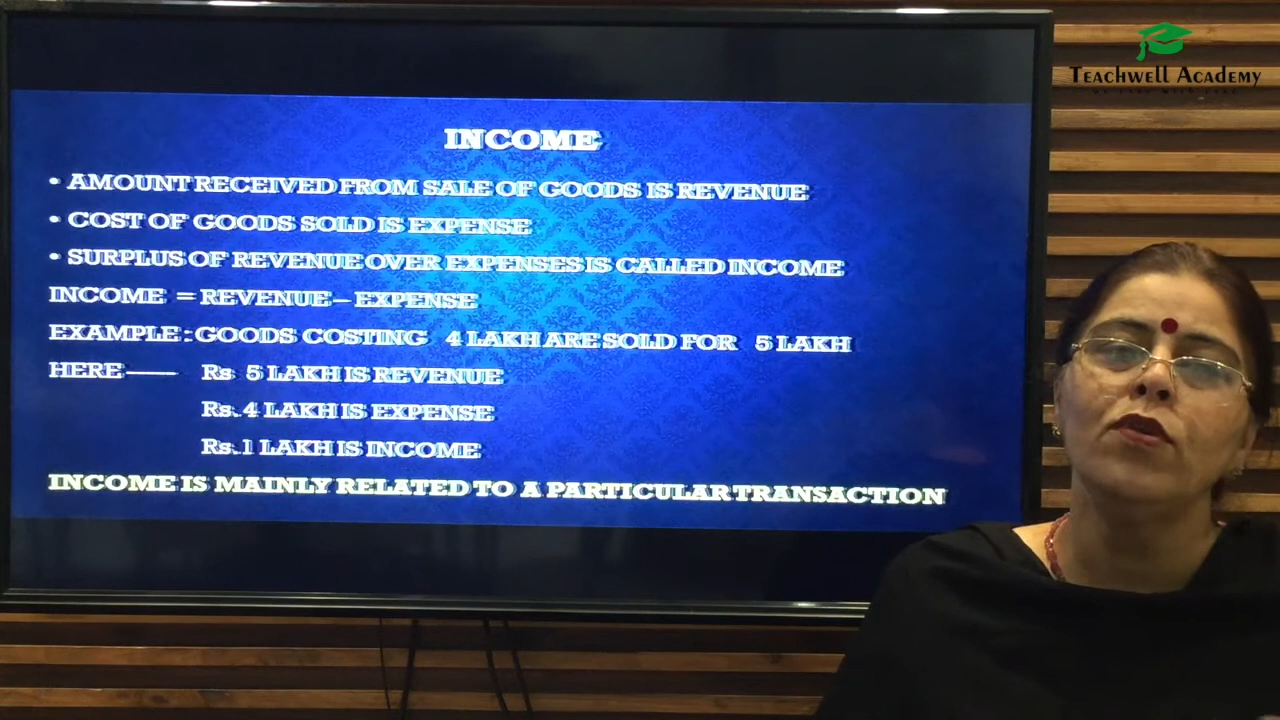 Teachwell Academy
INCOME
• AMOUNT RECEIVED FROM SALE OF GOODS IS REVENUE
• COST OF GOODS SOLD IS EXPENSE
• SURPLUS OF REVENUE OVER EXPENSES IS CALLED INCOME
INCOME = REVENUE – EXPENSE
EXAMPLE : GOODS COSTING 4 LAKH ARE SOLD FOR 5 LAKH
HERE —— Rs 5 LAKH IS REVENUE
Rs. 4 LAKH IS EXPENSE
Rs. 1 LAKH IS INCOME
INCOME IS MAINLY RELATED TO A PARTICULAR TRANSACTION